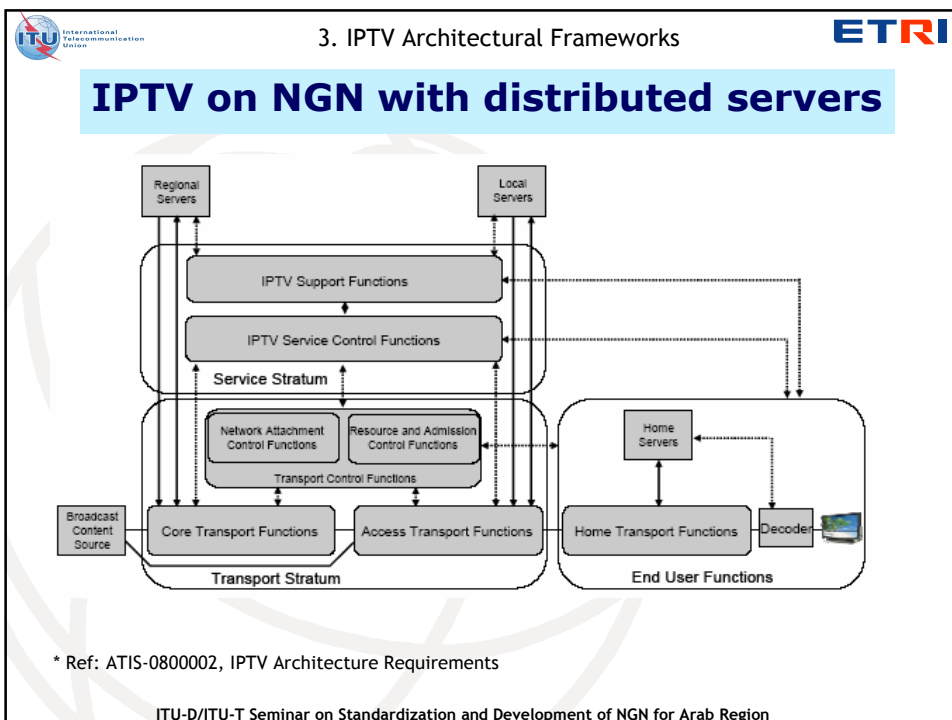 International
Telecommunication
Union
3. IPTV Architectural Frameworks
ETRI
IPTV on NGN with distributed servers
Regional
Servers
Local
Servers
IPTV Support Functions
IPTV Service Control Functions
Service Stratum
Network Attachment
Control Functions
Resource and Admission
Control Functions
Transport Control Functions
Home
Servers
Broadcast
Content
Source
Core Transport Functions
Access Transport Functions
Home Transport Functions
Decoder
Transport Stratum
End User Functions
* Ref: ATIS-0800002, IPTV Architecture Requirements
ITU-D/ITU-T Seminar on Standardization and Development of NGN for Arab Region